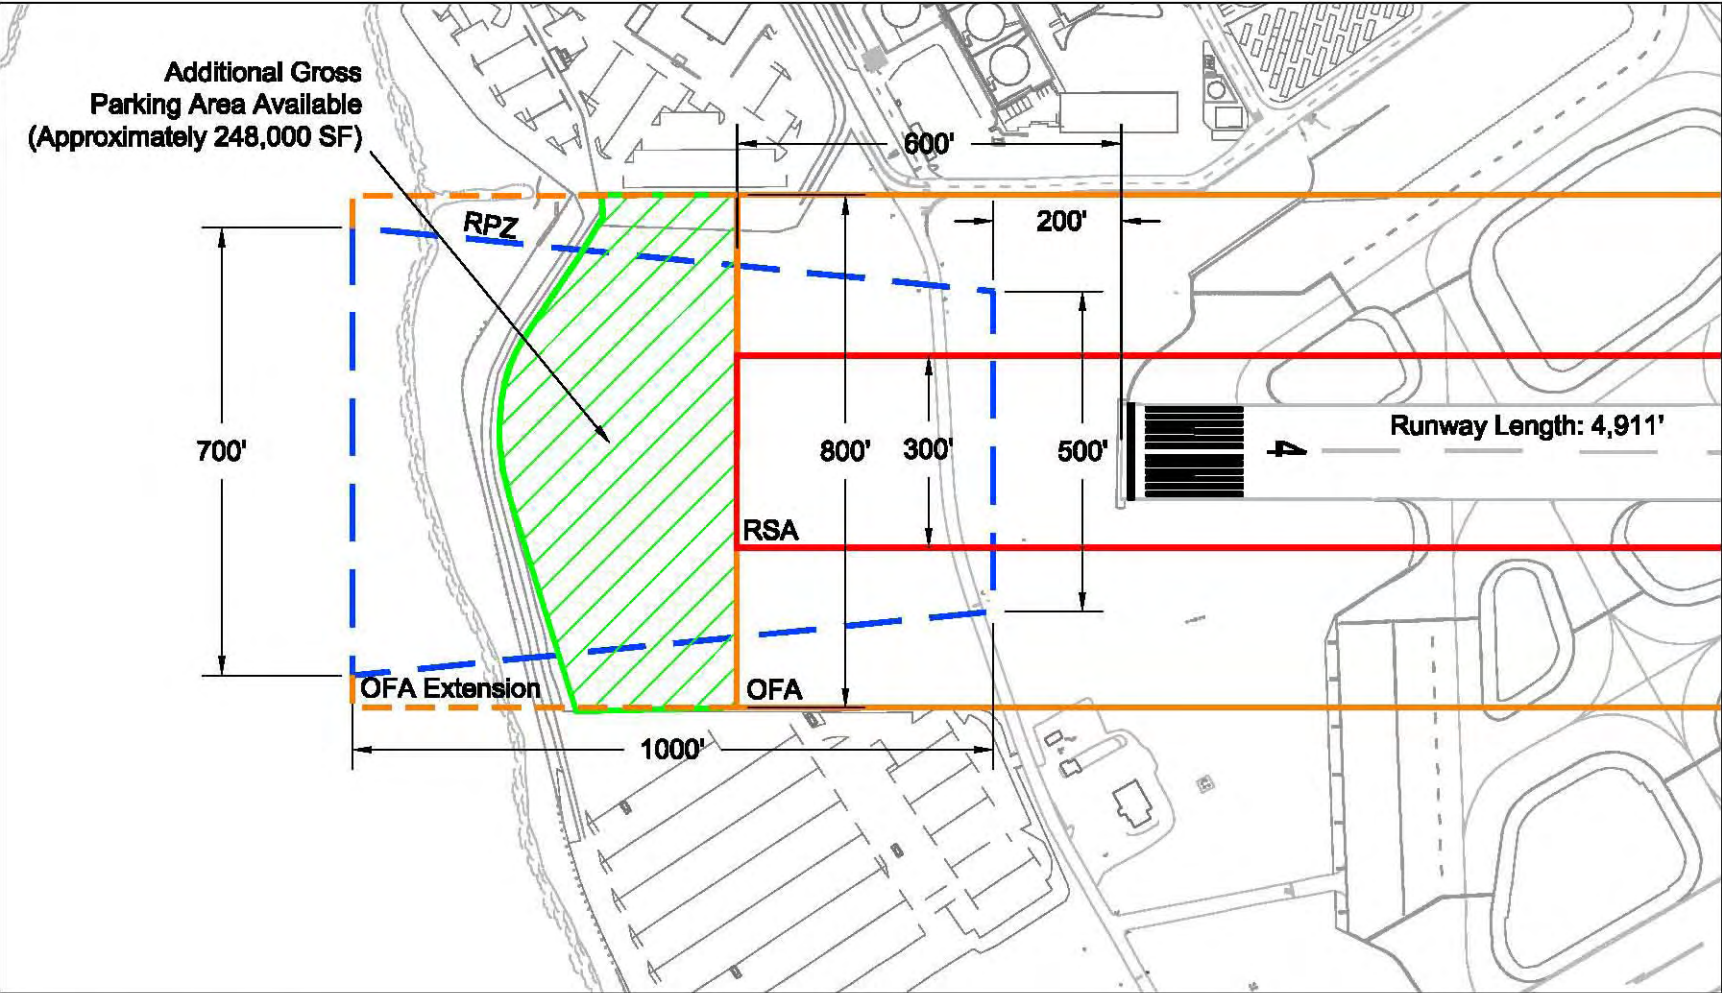 Additional Gross
Parking Area Available
(Approximately 248,000 SF)
600'
RPZ
200'
Runway Length: 4,911'
4
700'
800'
300'
500'
RSA
OFA Extension
OFA
1000'